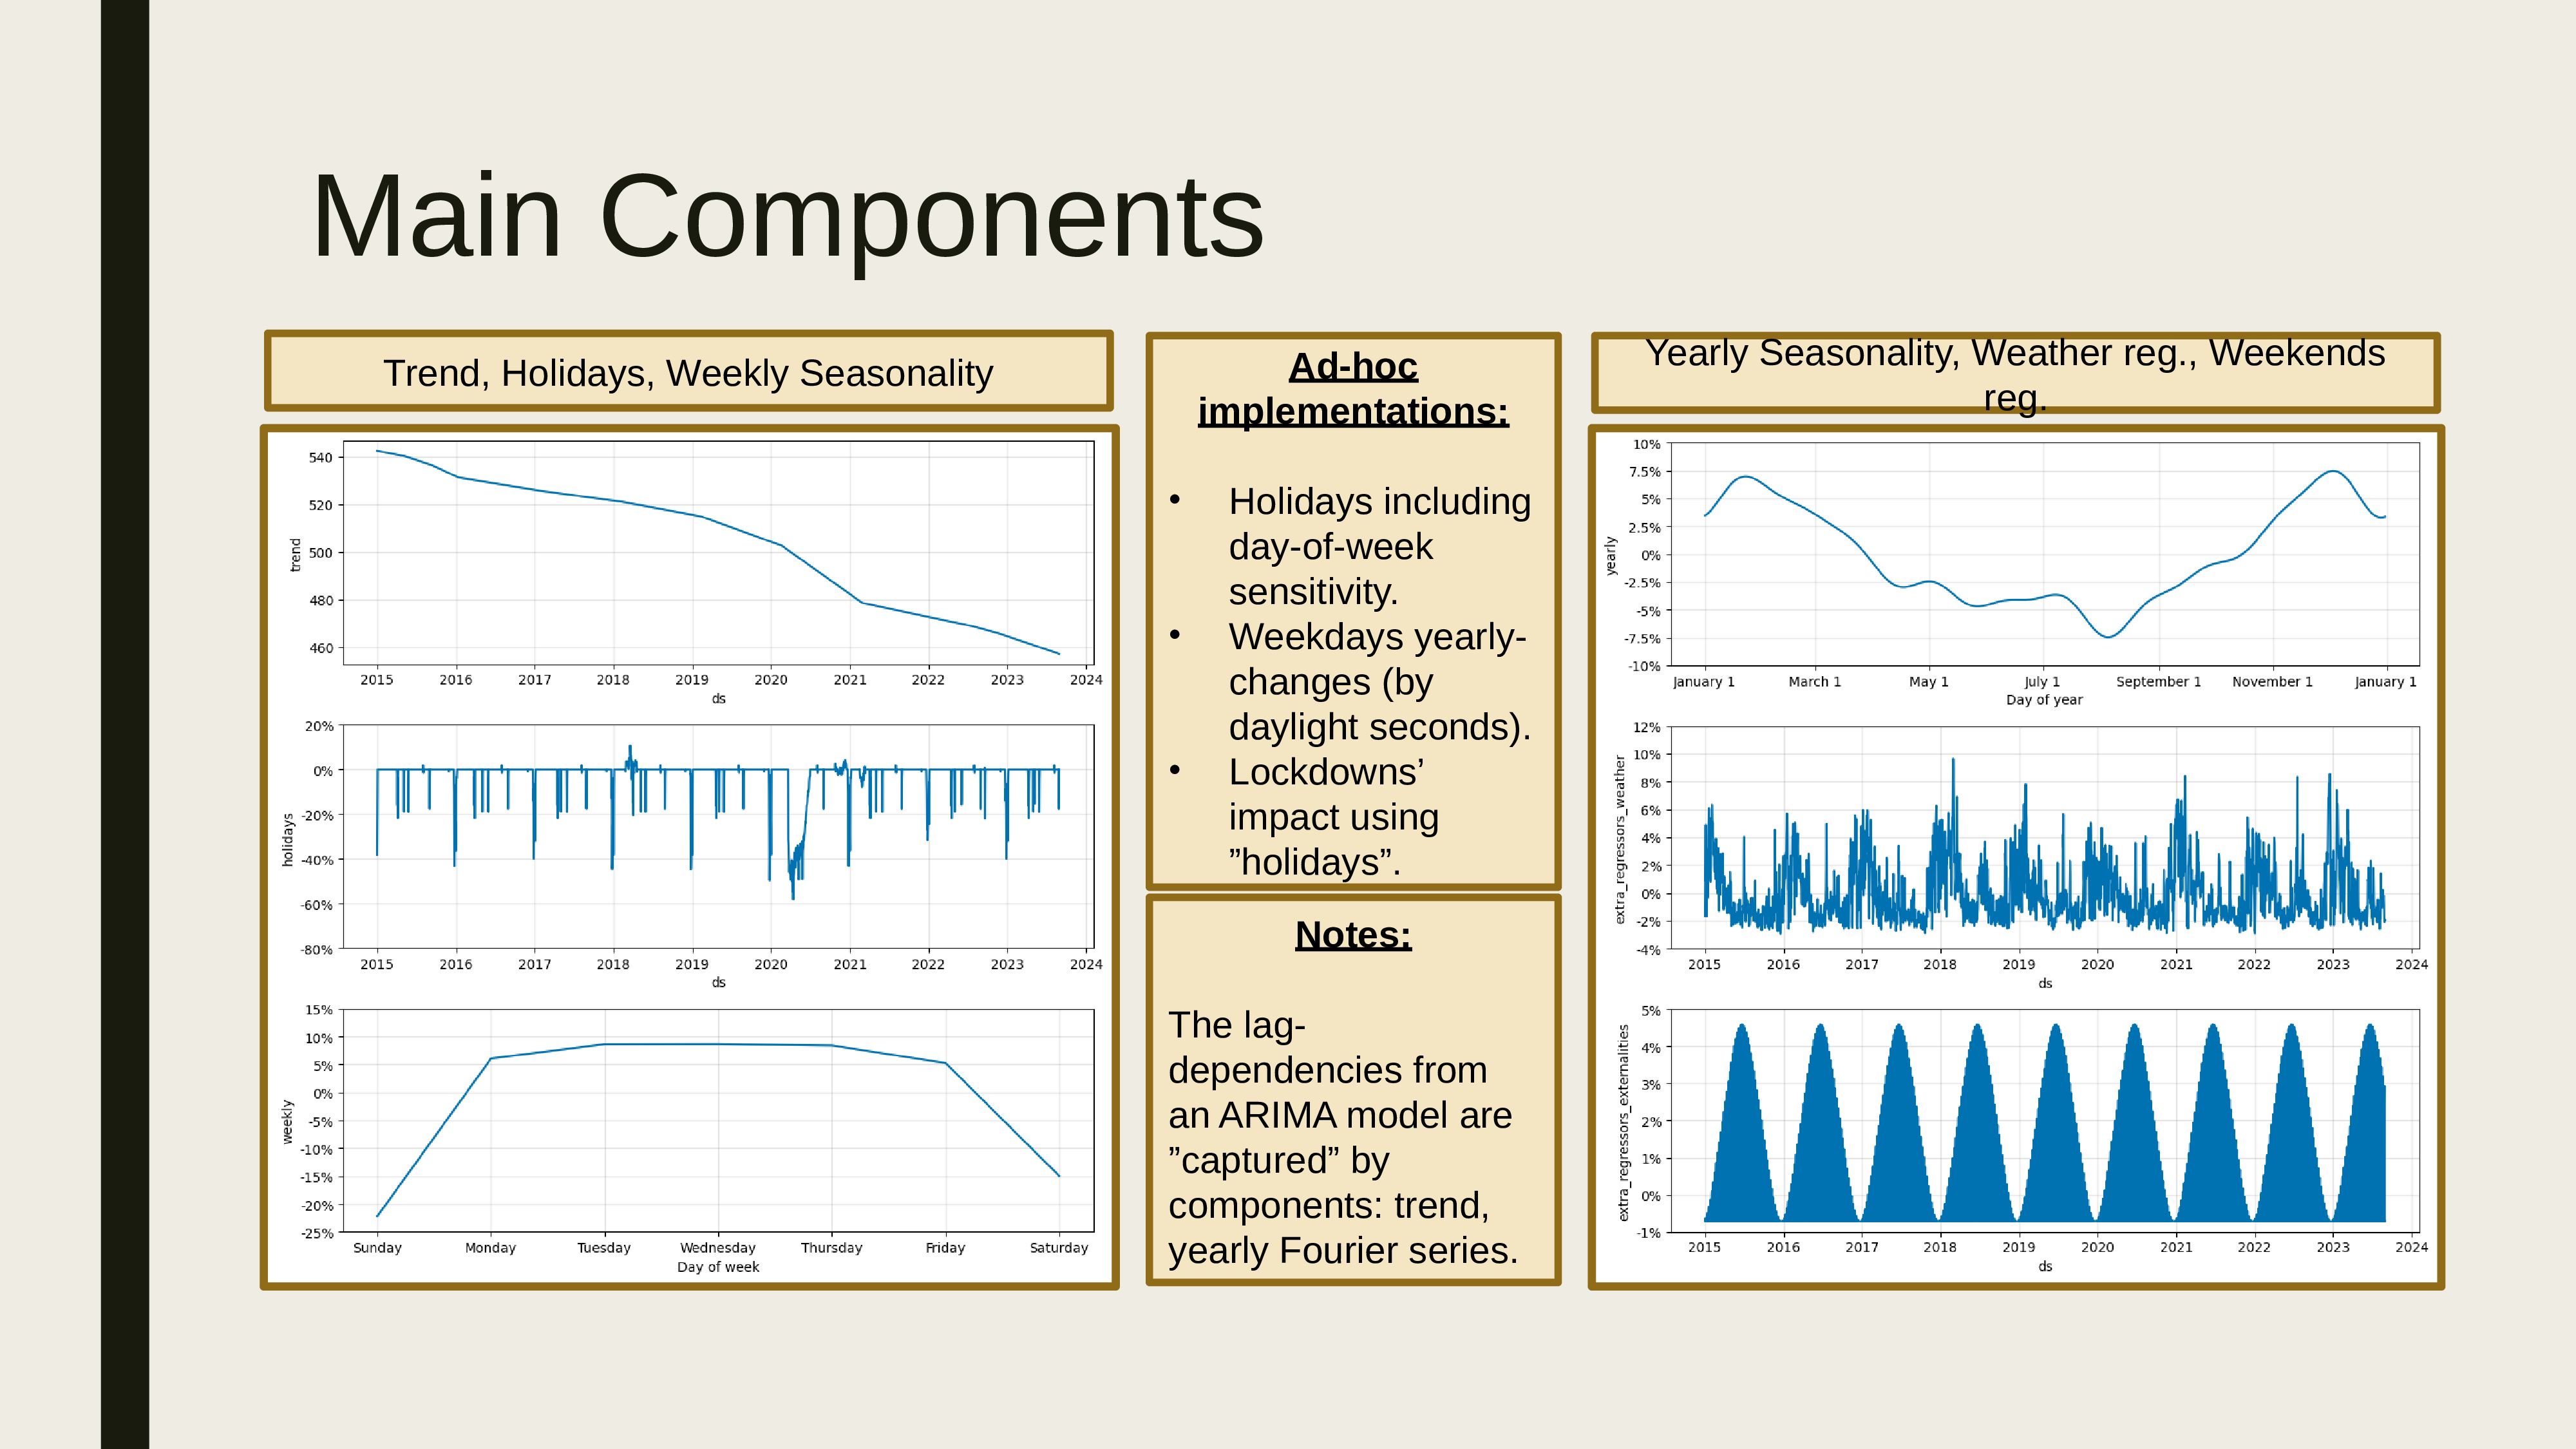 Main Components
Trend, Holidays, Weekly Seasonality
540
520
500
480
460
trend
2015 2016 2017 2018 2019 2020 2021 2022 2023 2024
ds
20%
0%
-20%
-40%
-60%
-80%
holidays
2015 2016 2017 2018 2019 2020 2021 2022 2023 2024
ds
15%
10%
5%
0%
-5%
-10%
-15%
-20%
-25%
weekly
Sunday Monday Tuesday Wednesday Thursday Friday Saturday
Day of week
Ad-hoc
implementations:
• Holidays including
day-of-week
sensitivity.
• Weekdays yearly-
changes (by
daylight seconds).
• Lockdowns’
impact using
”holidays”.
Notes:
The lag-
dependencies from
an ARIMA model are
”captured” by
components: trend,
yearly Fourier series.
Yearly Seasonality, Weather reg., Weekends
reg.
10%
7.5%
5%
2.5%
0%
-2.5%
-5%
-7.5%
-10%
yearly
January 1 March 1 May 1 July 1 September 1 November 1 January 1
Day of year
12%
10%
8%
6%
4%
2%
0%
-2%
-4%
extra_regressors_weather
2015 2016 2017 2018 2019 2020 2021 2022 2023 2024
ds
5%
4%
3%
2%
1%
0%
-1%
extra_regressors_externalities
2015 2016 2017 2018 2019 2020 2021 2022 2023 2024
ds